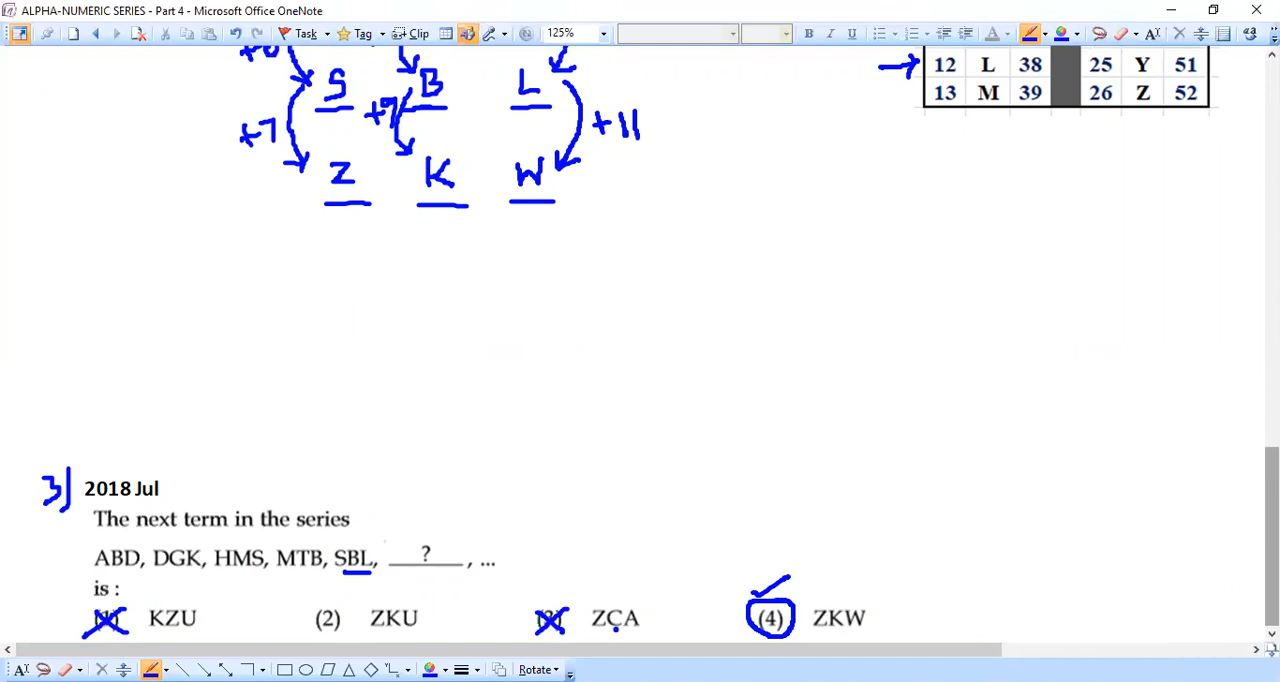 ALPHA-NUMERIC SERIES - Part 4 - Microsoft Office OneNote
Task Tag Clip 125% B I U A
12 L 38 25 Y 51
13 M 39 26 Z 52
S B L
+7 +9 +11
Z K W
3) 2018 Jul
The next term in the series
ABD, DGK, HMS, MTB, SBL, ? , ...
is :
(1) KZU (2) ZKU (3) ZCA (4) ZKW
Rotate